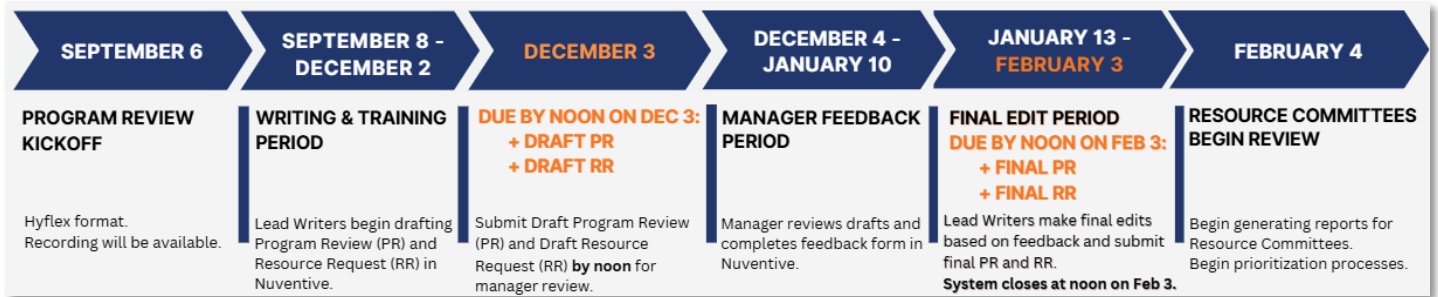 SEPTEMBER 6
SEPTEMBER 8 -
DECEMBER 2
DECEMBER 3
DECEMBER 4 -
JANUARY 10
JANUARY 13 -
FEBRUARY 3
FEBRUARY 4
PROGRAM REVIEW
KICKOFF
Hyflex format.
Recording will be available.
WRITING & TRAINING
PERIOD
Lead Writers begin drafting
Program Review (PR) and
Resource Request (RR) in
Nuventive.
DUE BY NOON ON DEC 3:
+ DRAFT PR
+ DRAFT RR
Submit Draft Program Review
(PR) and Draft Resource
Request (RR) by noon for
manager review.
MANAGER FEEDBACK
PERIOD
Manager reviews drafts and
completes feedback form in
Nuventive.
FINAL EDIT PERIOD
DUE BY NOON ON FEB 3:
+ FINAL PR
+ FINAL RR
Lead Writers make final edits
based on feedback and submit
final PR and RR.
System closes at noon on Feb 3.
RESOURCE COMMITTEES
BEGIN REVIEW
Begin generating reports for
Resource Committees.
Begin prioritization processes.